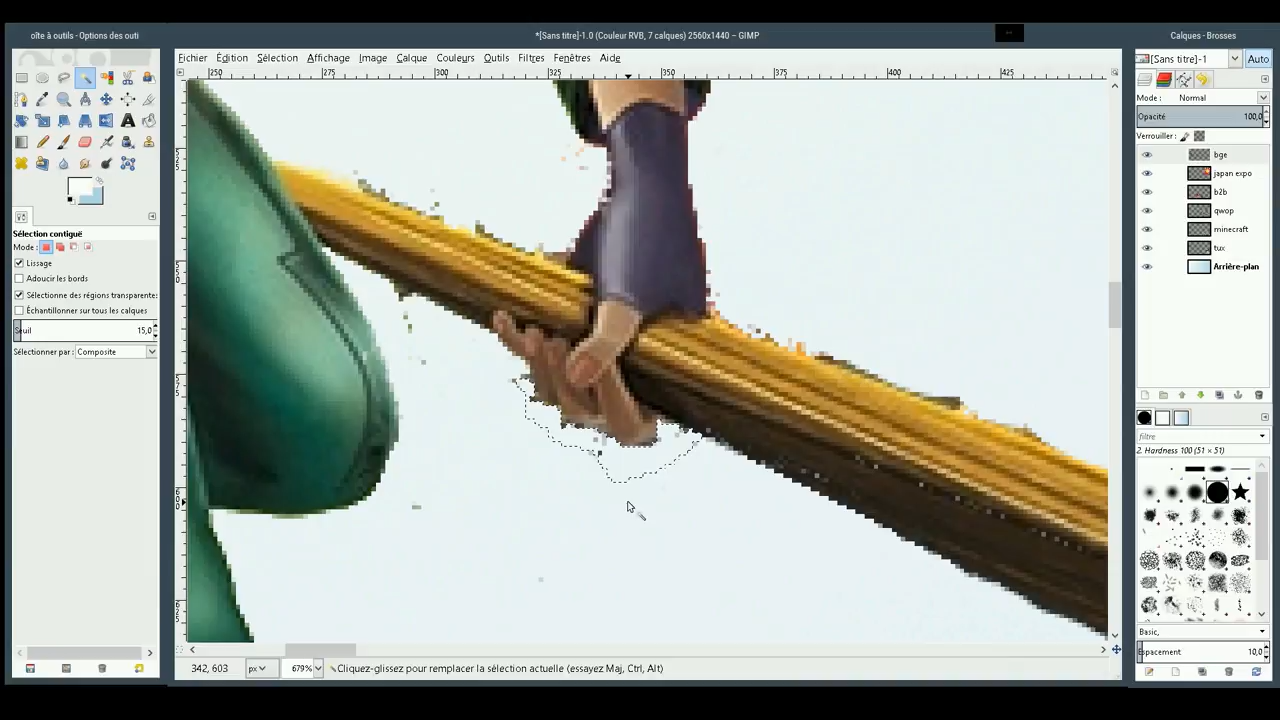 oîte à outils - Options des outi
*[Sans titre]-1.0 (Couleur RVB, 7 calques) 2560x1440 – GIMP
Calques - Brosses
Fichier Édition Sélection Affichage Image Calque Couleurs Outils Filtres Fenêtres Aide
[Sans titre]-1
Auto
250 275 300 325 350 375 400 425
Mode : Normal
Opacité 100,0
Verrouiller :
bge
japan expo
b2b
qwop
minecraft
tux
Arrière-plan
Sélection contiguë
Mode :
Lissage
Adoucir les bords
Sélectionne des régions transparente:
Échantillonner sur tous les calques
Seuil 15,0
Sélectionner par : Composite
filtre
2. Hardness 100 (51 × 51)
Basic,
Espacement 10,0
342, 603 px 679% Cliquez-glissez pour remplacer la sélection actuelle (essayez Maj, Ctrl, Alt)